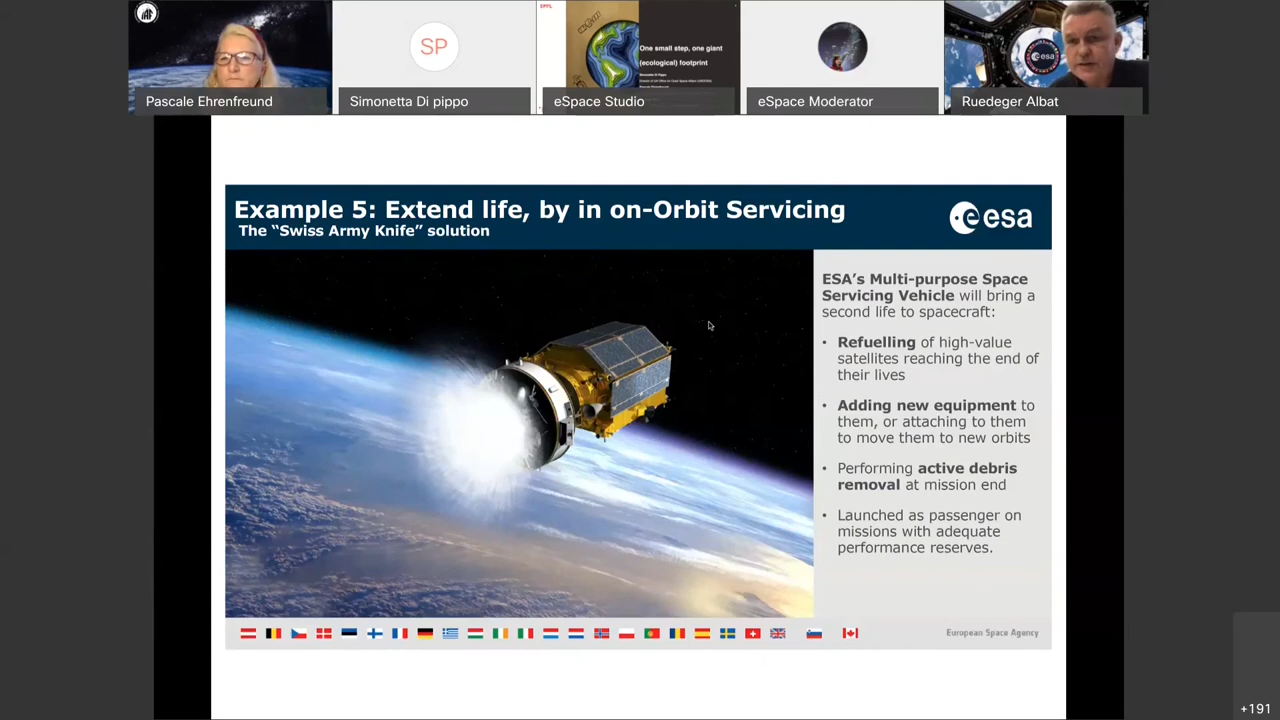 IAF
Pascale Ehrenfreund
SP
Simonetta Di pippo
EPFL
One small step, one giant
(ecological) footprint
eSpace Studio
eSpace Moderator
esa
Ruedeger Albat
Example 5: Extend life, by in on-Orbit Servicing
The “Swiss Army Knife” solution
esa
ESA’s Multi-purpose Space
Servicing Vehicle will bring a
second life to spacecraft:
• Refuelling of high-value
satellites reaching the end of
their lives
• Adding new equipment to
them, or attaching to them
to move them to new orbits
• Performing active debris
removal at mission end
• Launched as passenger on
missions with adequate
performance reserves.
European Space Agency
+191